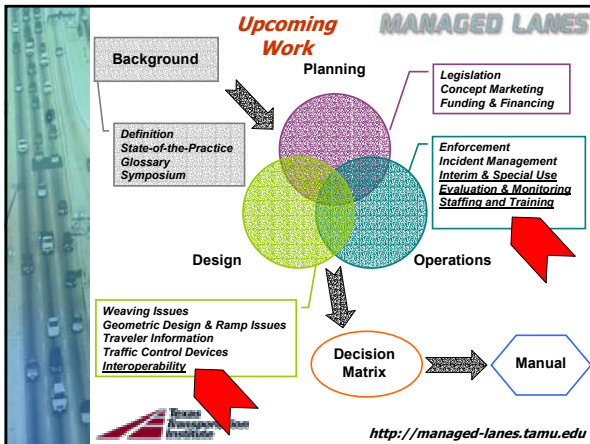 Upcoming
Work
MANAGED LANES
Background
Planning
Legislation
Concept Marketing
Funding & Financing
Definition
State-of-the-Practice
Glossary
Symposium
Enforcement
Incident Management
Interim & Special Use
Evaluation & Monitoring
Staffing and Training
Design
Operations
Weaving Issues
Geometric Design & Ramp Issues
Traveler Information
Traffic Control Devices
Interoperability
Decision
Matrix
Manual
Texas
Transportation
Institute
http://managed-lanes.tamu.edu